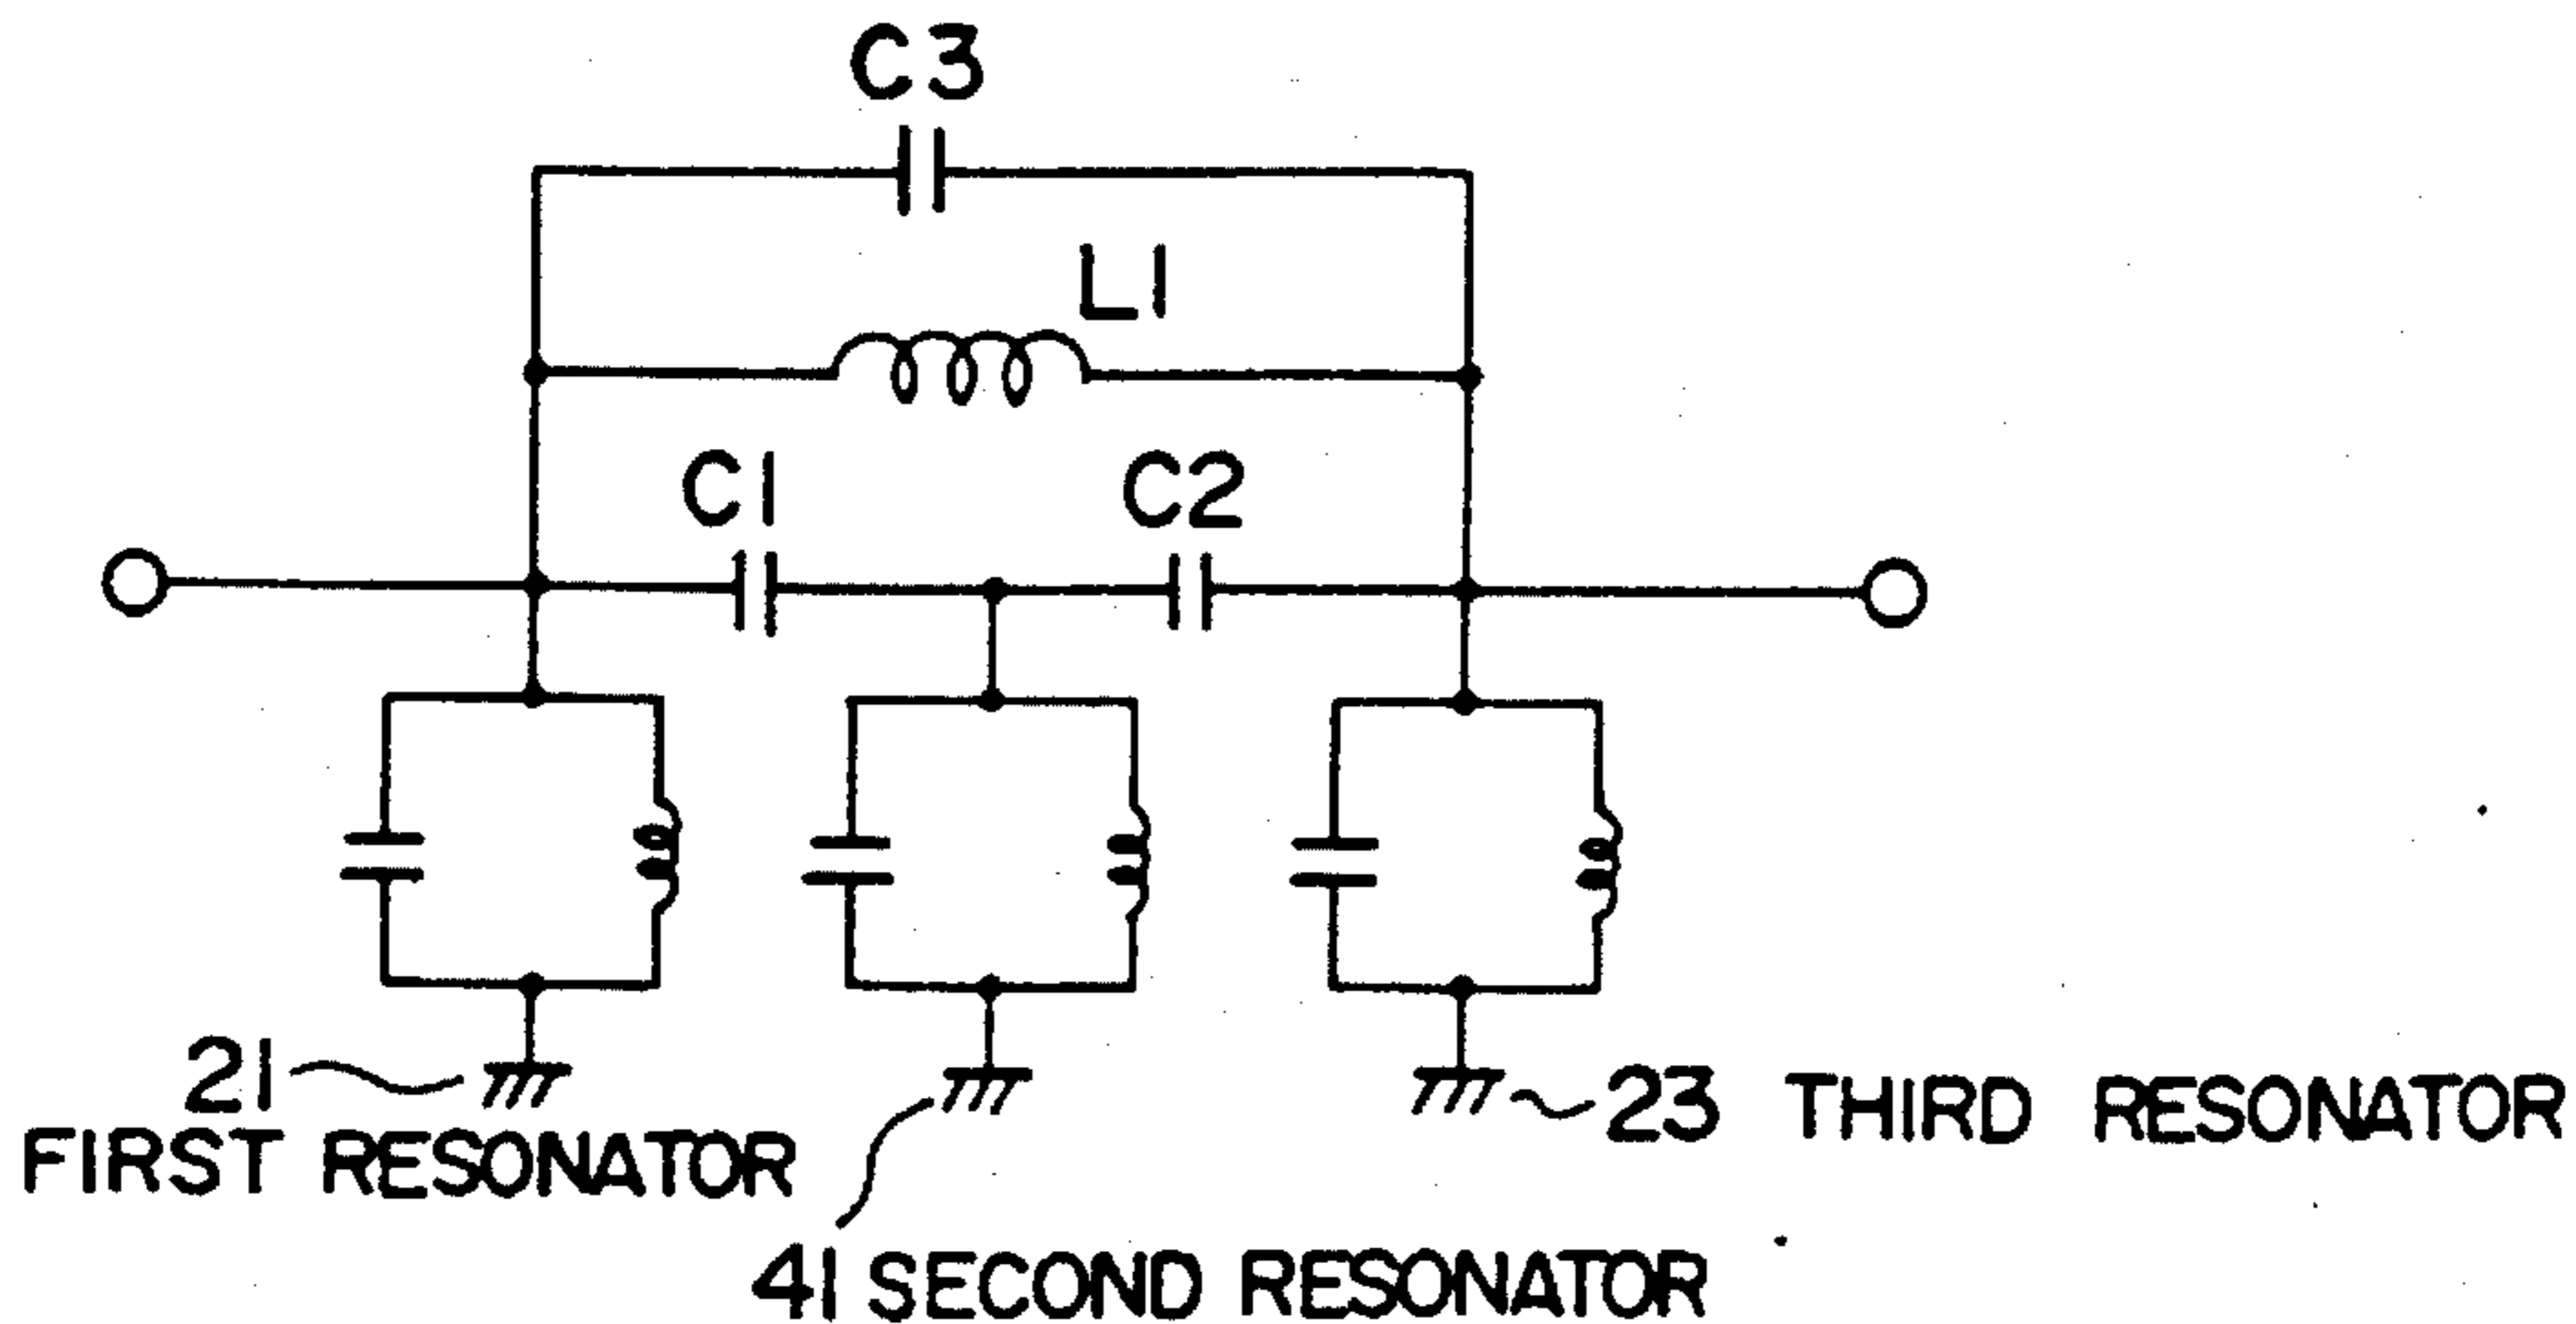 C3
L1
C1
C2
21
FIRST RESONATOR
23 THIRD RESONATOR
41 SECOND RESONATOR